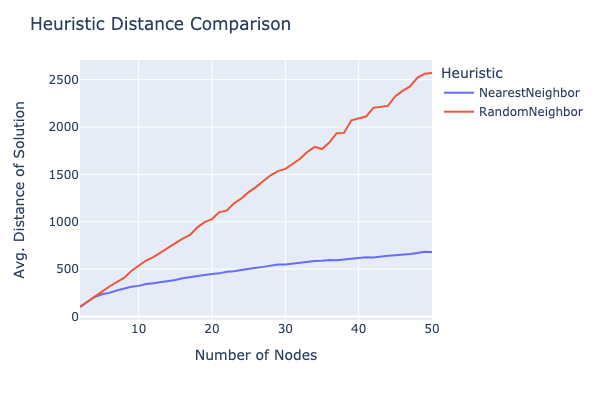 Heuristic Distance Comparison
Heuristic
NearestNeighbor
RandomNeighbor
Avg. Distance of Solution
2500
2000
1500
1000
500
0
10 20 30 40 50
Number of Nodes